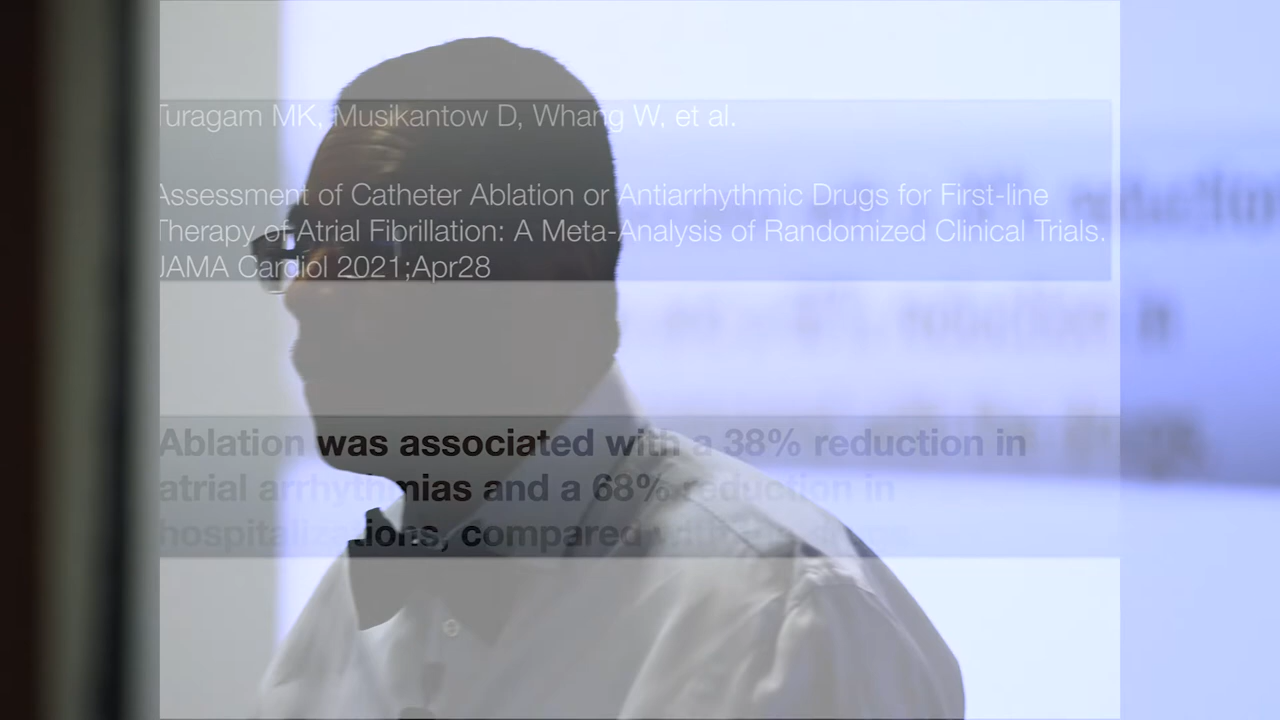 Turagam MK, Musikantow D, Whang W, et al.
Assessment of Catheter Ablation or Antiarrhythmic Drugs for First-line
Therapy of Atrial Fibrillation: A Meta-Analysis of Randomized Clinical Trials.
JAMA Cardiol 2021;Apr28
Ablation was associated with a 38% reduction in
atrial arrhythmias and a 68% reduction in
hospitalizations, compared with